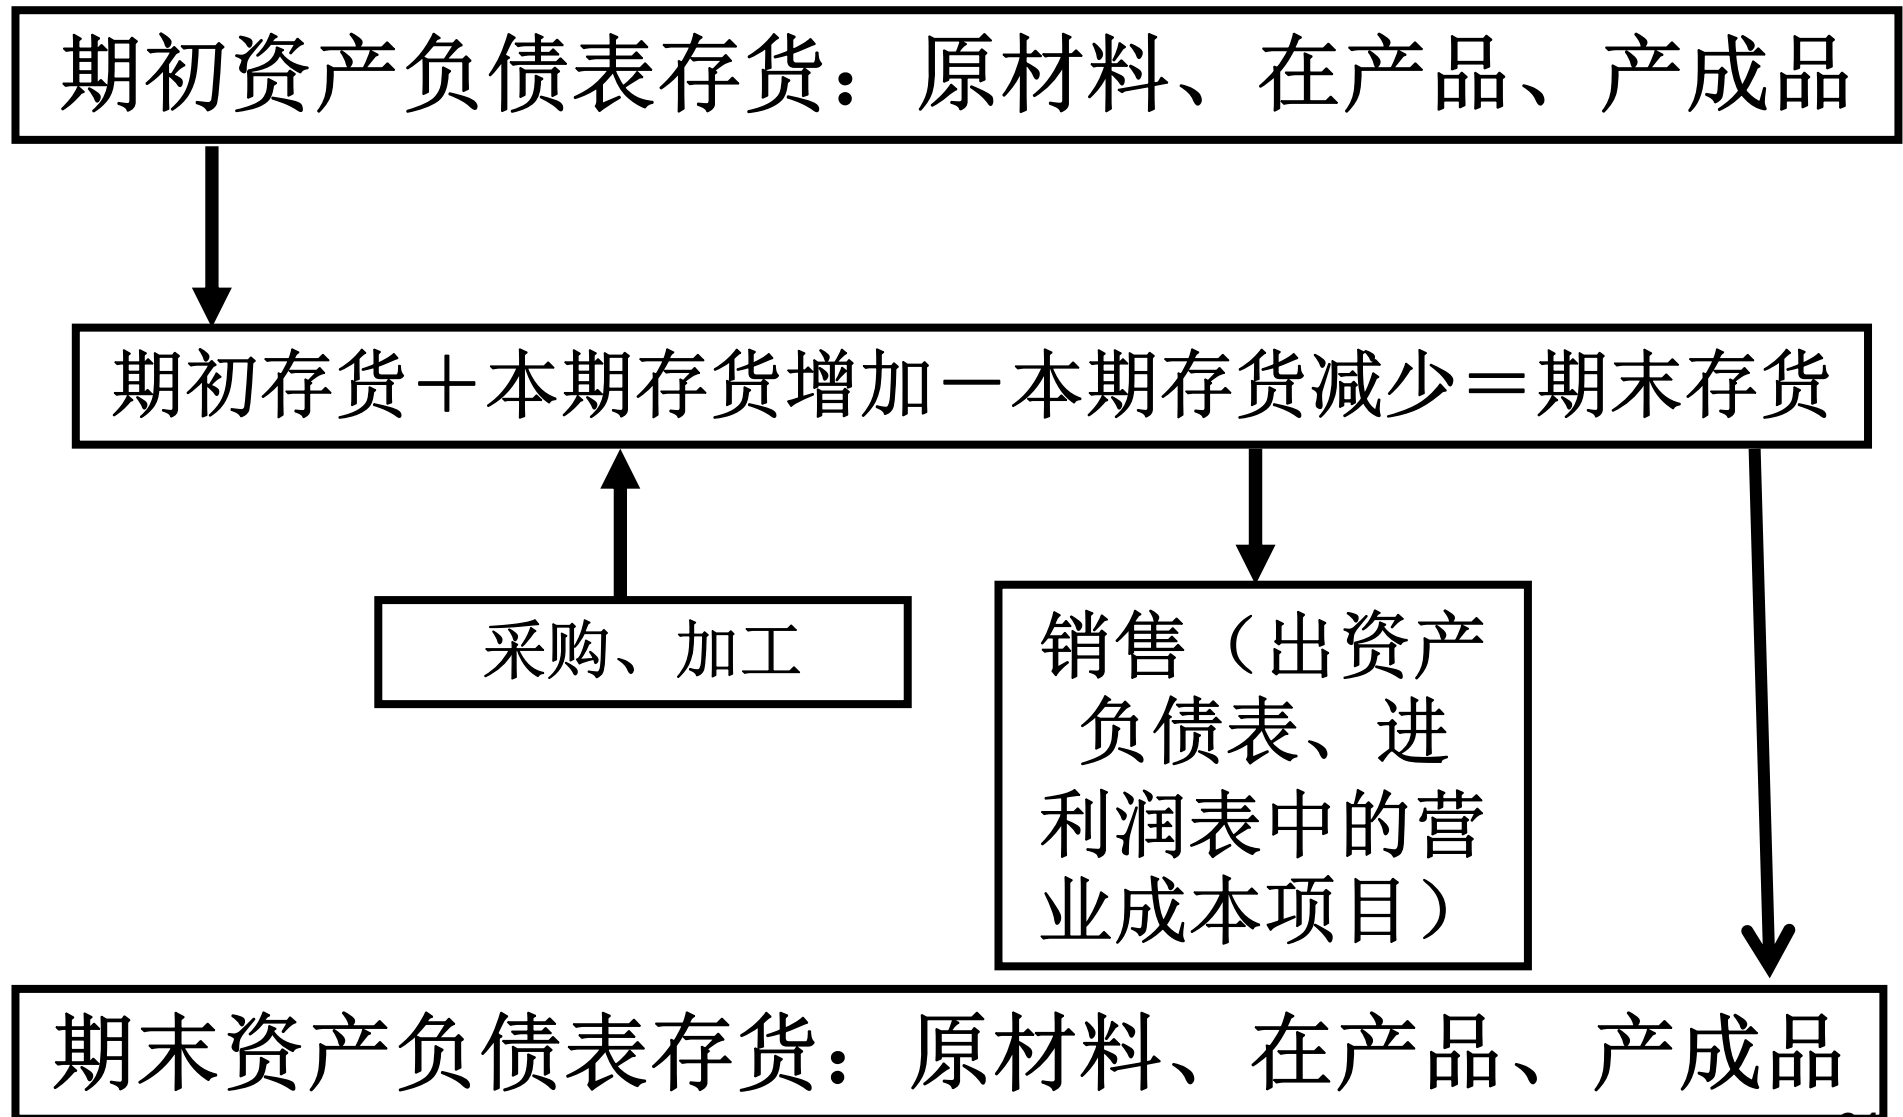 期初资产负债表存货：原材料、在产品、产成品
期初存货＋本期存货增加－本期存货减少＝期末存货
采购、加工
销售（出资产
负债表、进
利润表中的营
业成本项目）
期末资产负债表存货：原材料、在产品、产成品